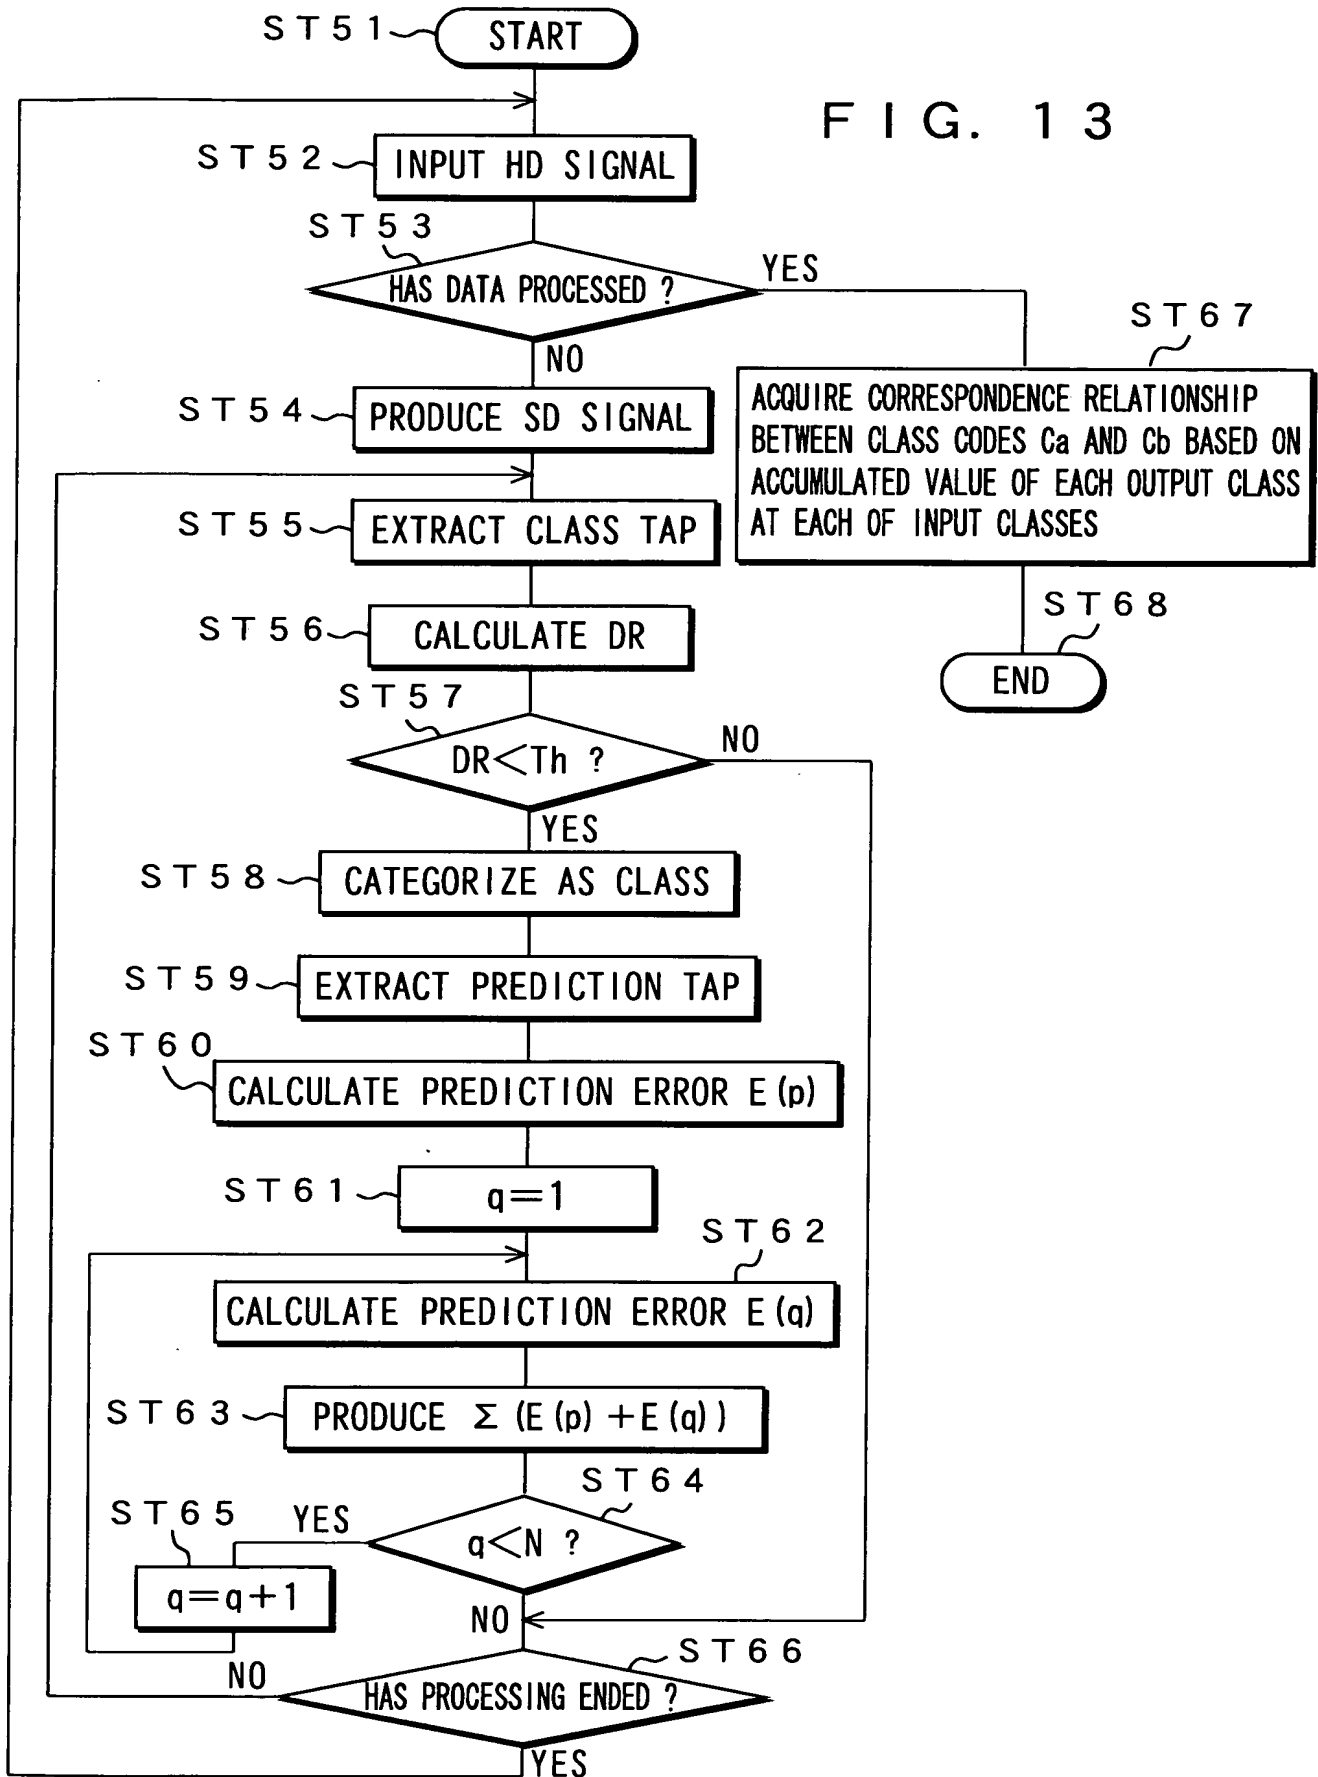 ST51
START
FIG. 13
ST52
INPUT HD SIGNAL
ST53
HAS DATA PROCESSED ?
YES
NO
ST67
ACQUIRE CORRESPONDENCE RELATIONSHIP
BETWEEN CLASS CODES Ca AND Cb BASED ON
ACCUMULATED VALUE OF EACH OUTPUT CLASS
AT EACH OF INPUT CLASSES
ST54
PRODUCE SD SIGNAL
ST55
EXTRACT CLASS TAP
ST68
END
ST56
CALCULATE DR
ST57
DR<Th ?
NO
YES
ST58
CATEGORIZE AS CLASS
ST59
EXTRACT PREDICTION TAP
ST60
CALCULATE PREDICTION ERROR E(p)
ST61
q=1
ST62
CALCULATE PREDICTION ERROR E(q)
ST63
PRODUCE Σ (E(p)+E(q))
ST64
q<N ?
YES
ST65
q=q+1
NO
ST66
HAS PROCESSING ENDED ?
NO
YES